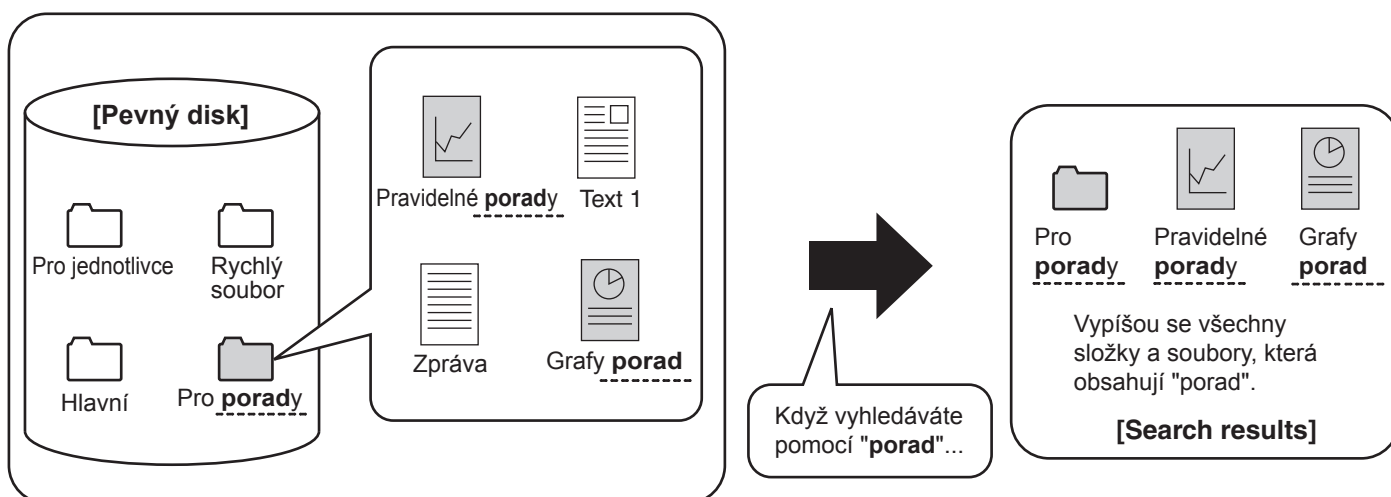 [Pevný disk]
Pro jednotlivce
Rychlý
soubor
Hlavní
Pro porady
Pravidelné porady
Text 1
Zpráva
Grafy porad
Když vyhledáváte
pomocí "porad"...
Pro
porady
Pravidelné
porady
Grafy
porad
Vypíšou se všechny
složky a soubory, která
obsahují "porad".
[Search results]